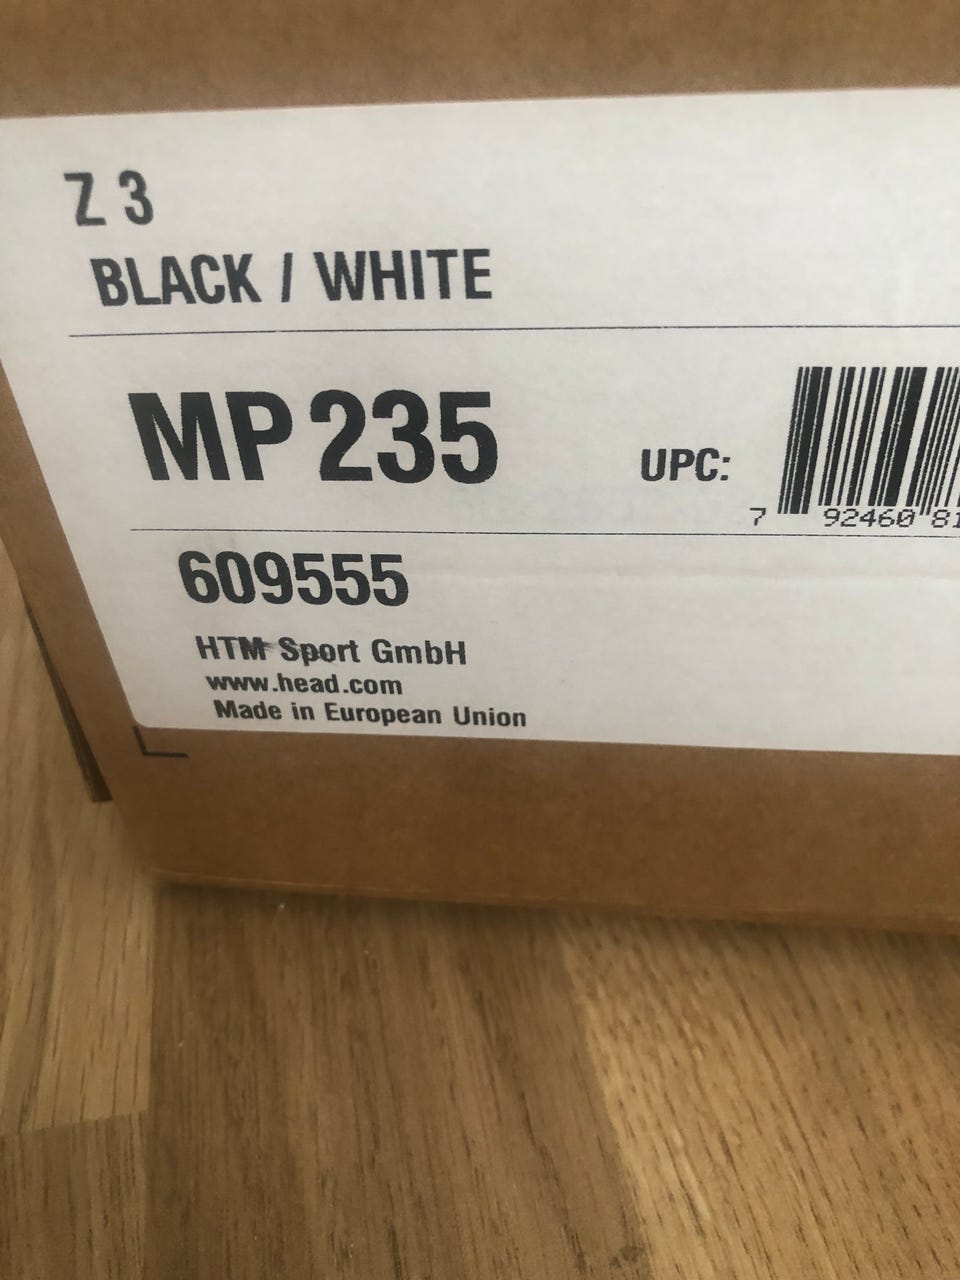 Z 3
BLACK / WHITE
MP 235
UPC:
7 92460 81
609555
HTM Sport GmbH
www.head.com
Made in European Union